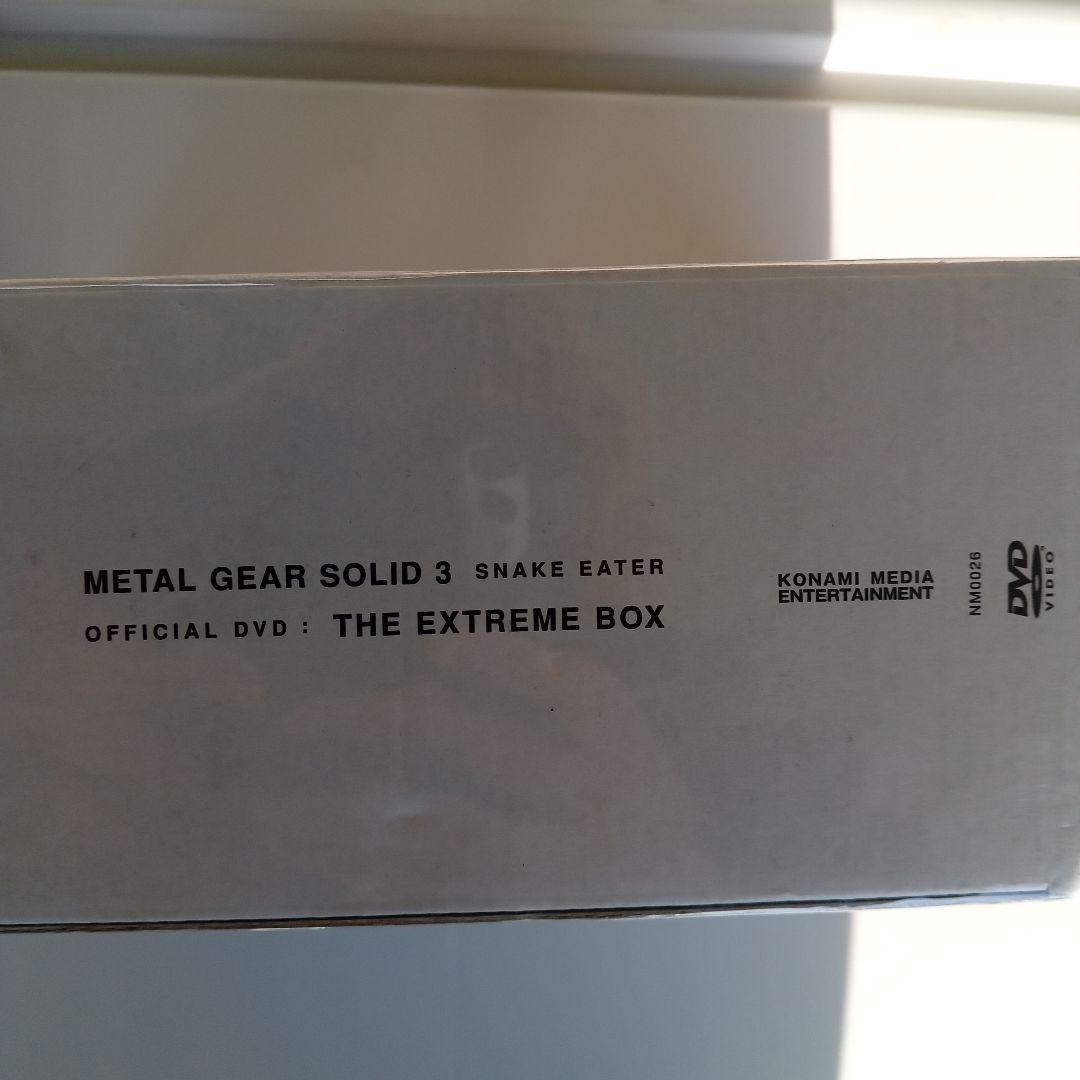 METAL GEAR SOLID 3 SNAKE EATER
OFFICIAL DVD : THE EXTREME BOX
KONAMI MEDIA
ENTERTAINMENT
NM0026
DVD
VIDEO